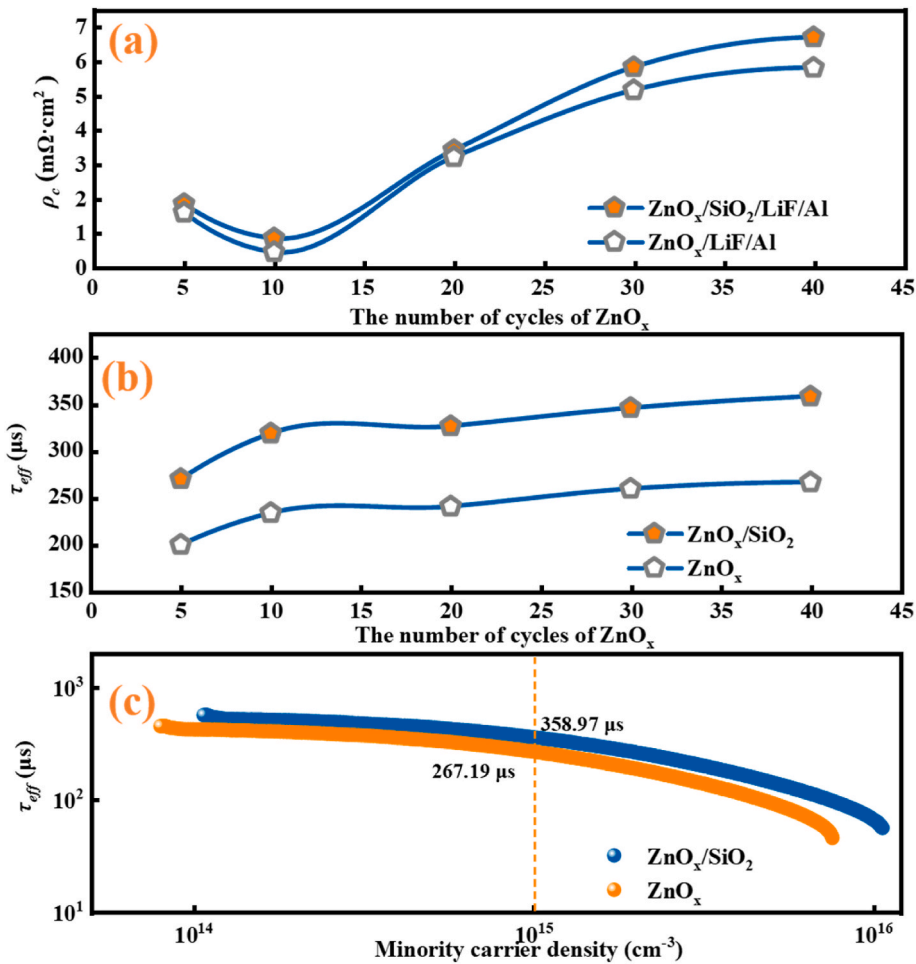 (a)
7
6
5
4
3
2
1
0
ρc (mΩ·cm²)
ZnOx/SiO₂/LiF/Al
ZnOx/LiF/Al
0 5 10 15 20 25 30 35 40 45
The number of cycles of ZnOx
(b)
400
350
300
250
200
150
τeff (μs)
ZnOx/SiO₂
ZnOx
0 5 10 15 20 25 30 35 40 45
The number of cycles of ZnOx
(c)
10³
10²
10¹
τeff (μs)
358.97 μs
267.19 μs
ZnOx/SiO₂
ZnOx
10¹⁴ 10¹⁵ 10¹⁶
Minority carrier density (cm⁻³)